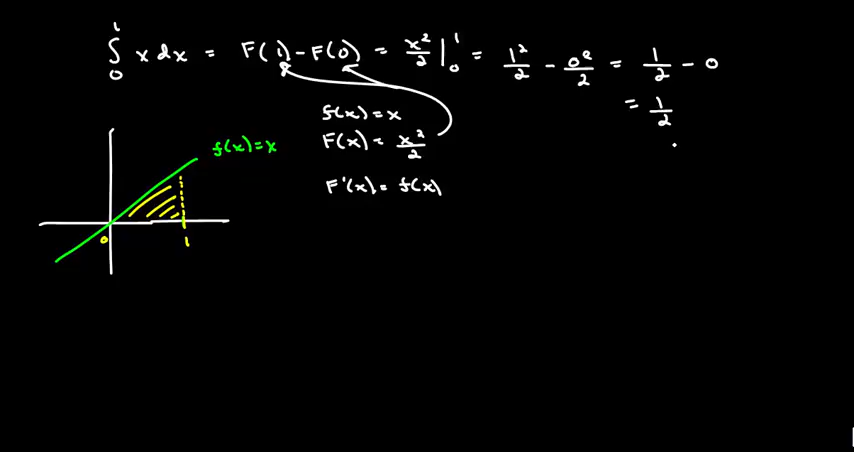 ∫₀¹ x dx = F(1) - F(0) = x²/2 |₀¹ = 1²/2 - 0²/2 = 1/2 - 0
= 1/2
f(x) = x
F(x) = x²/2
F'(x) = f(x)
f(x) = x
0 1